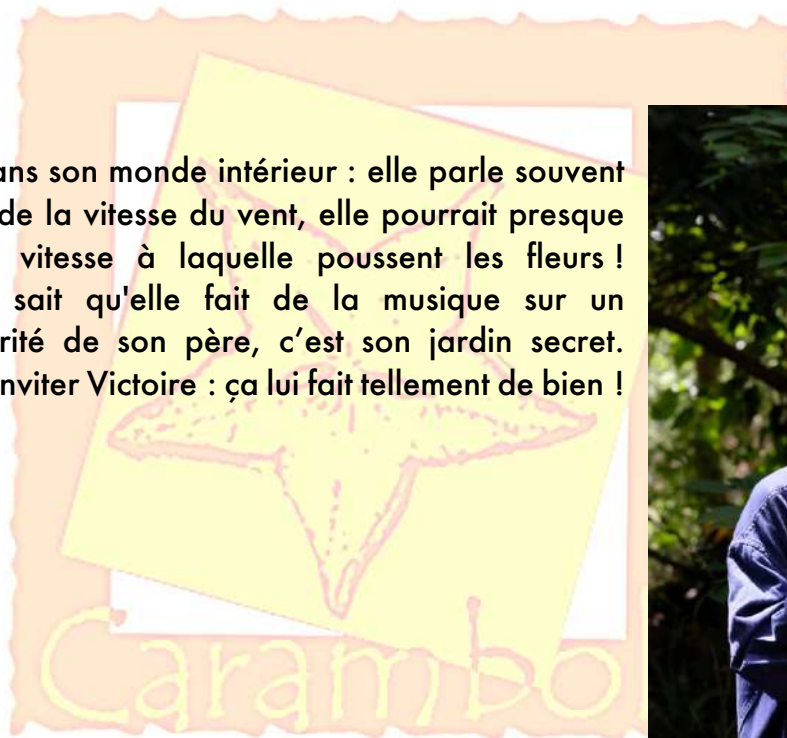 ans son monde intérieur : elle parle souvent
de la vitesse du vent, elle pourrait presque
vitesse à laquelle poussent les fleurs !
sait qu'elle fait de la musique sur un
rité de son père, c’est son jardin secret.
nviter Victoire : ça lui fait tellement de bien !
Carambo